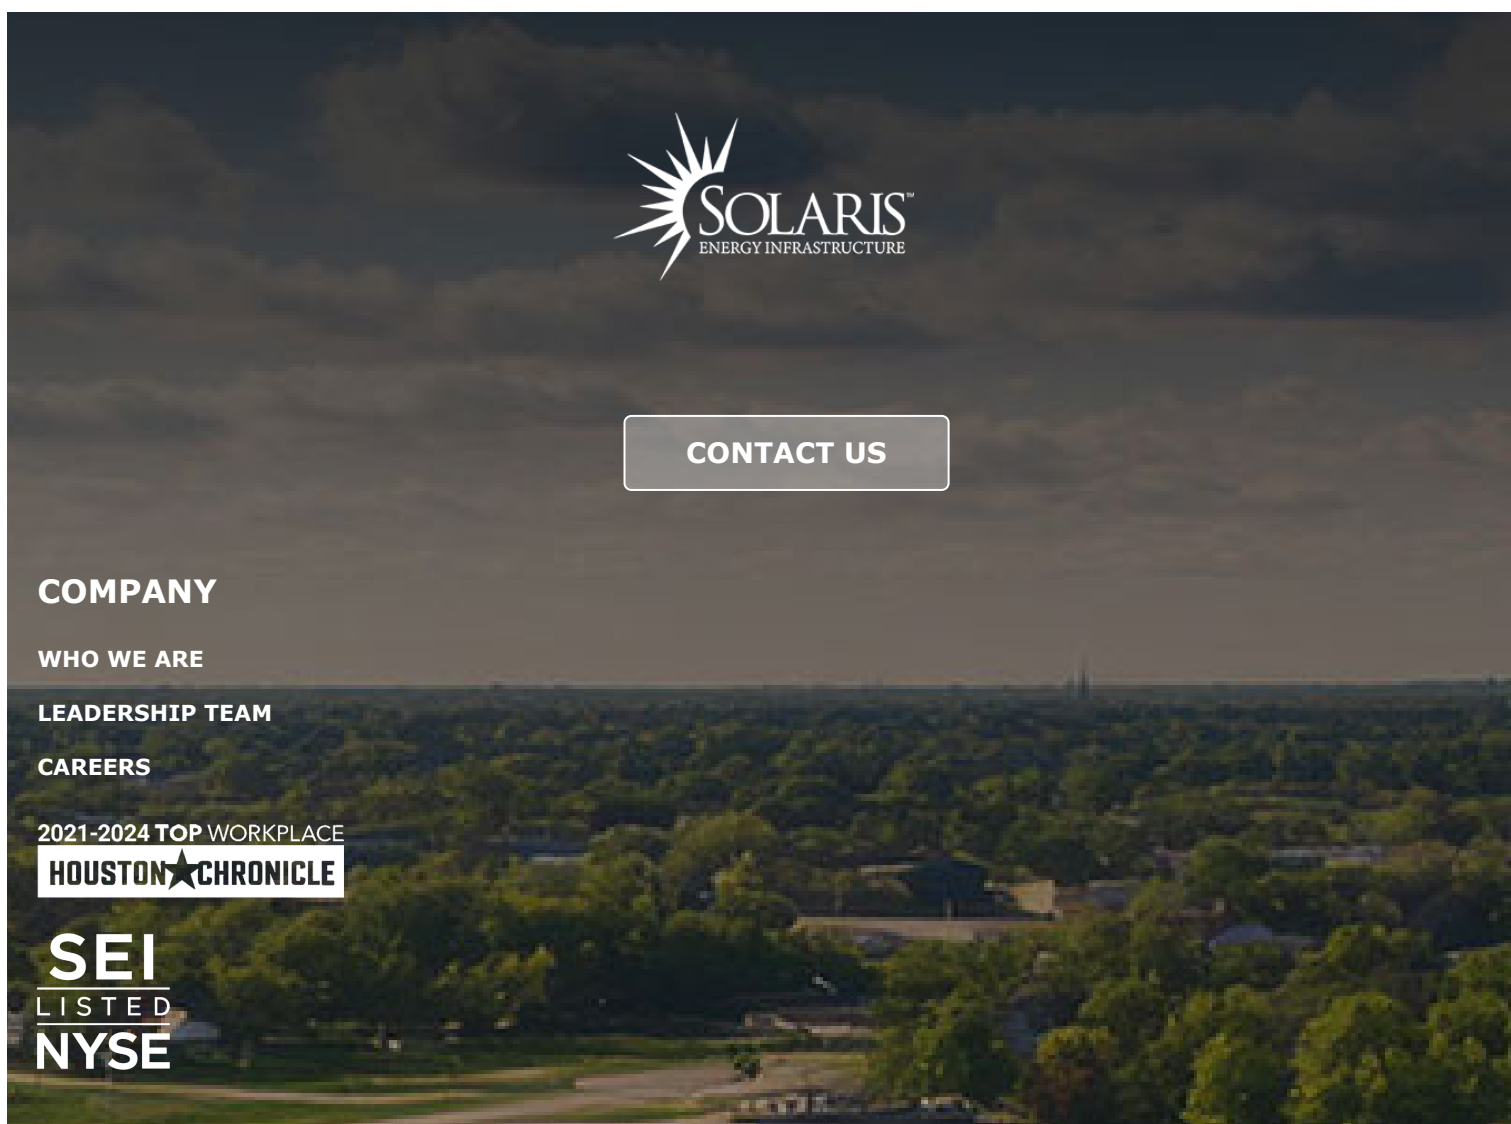 SOLARIS™
ENERGY INFRASTRUCTURE
CONTACT US
COMPANY
WHO WE ARE
LEADERSHIP TEAM
CAREERS
2021-2024 TOP WORKPLACE
HOUSTON★CHRONICLE
SEI
LISTED
NYSE